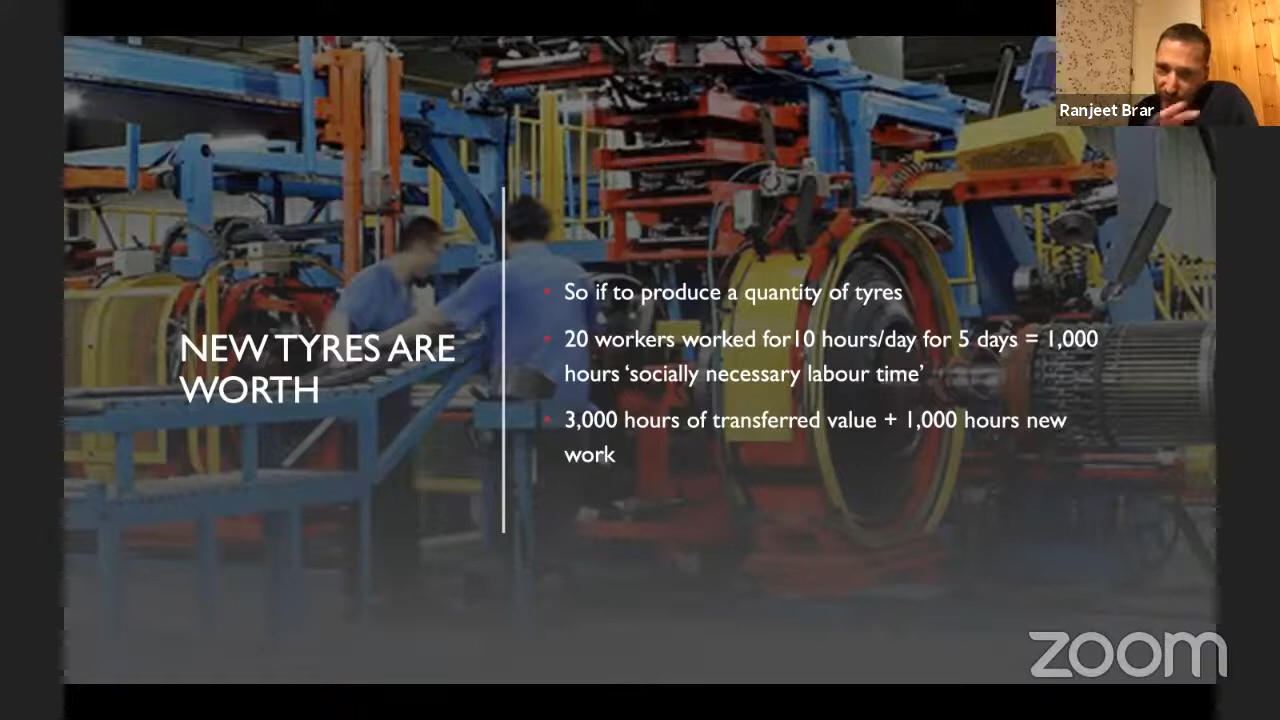 Ranjeet Brar
NEW TYRES ARE
WORTH
So if to produce a quantity of tyres
20 workers worked for10 hours/day for 5 days = 1,000
hours ‘socially necessary labour time’
3,000 hours of transferred value + 1,000 hours new
work
zoom